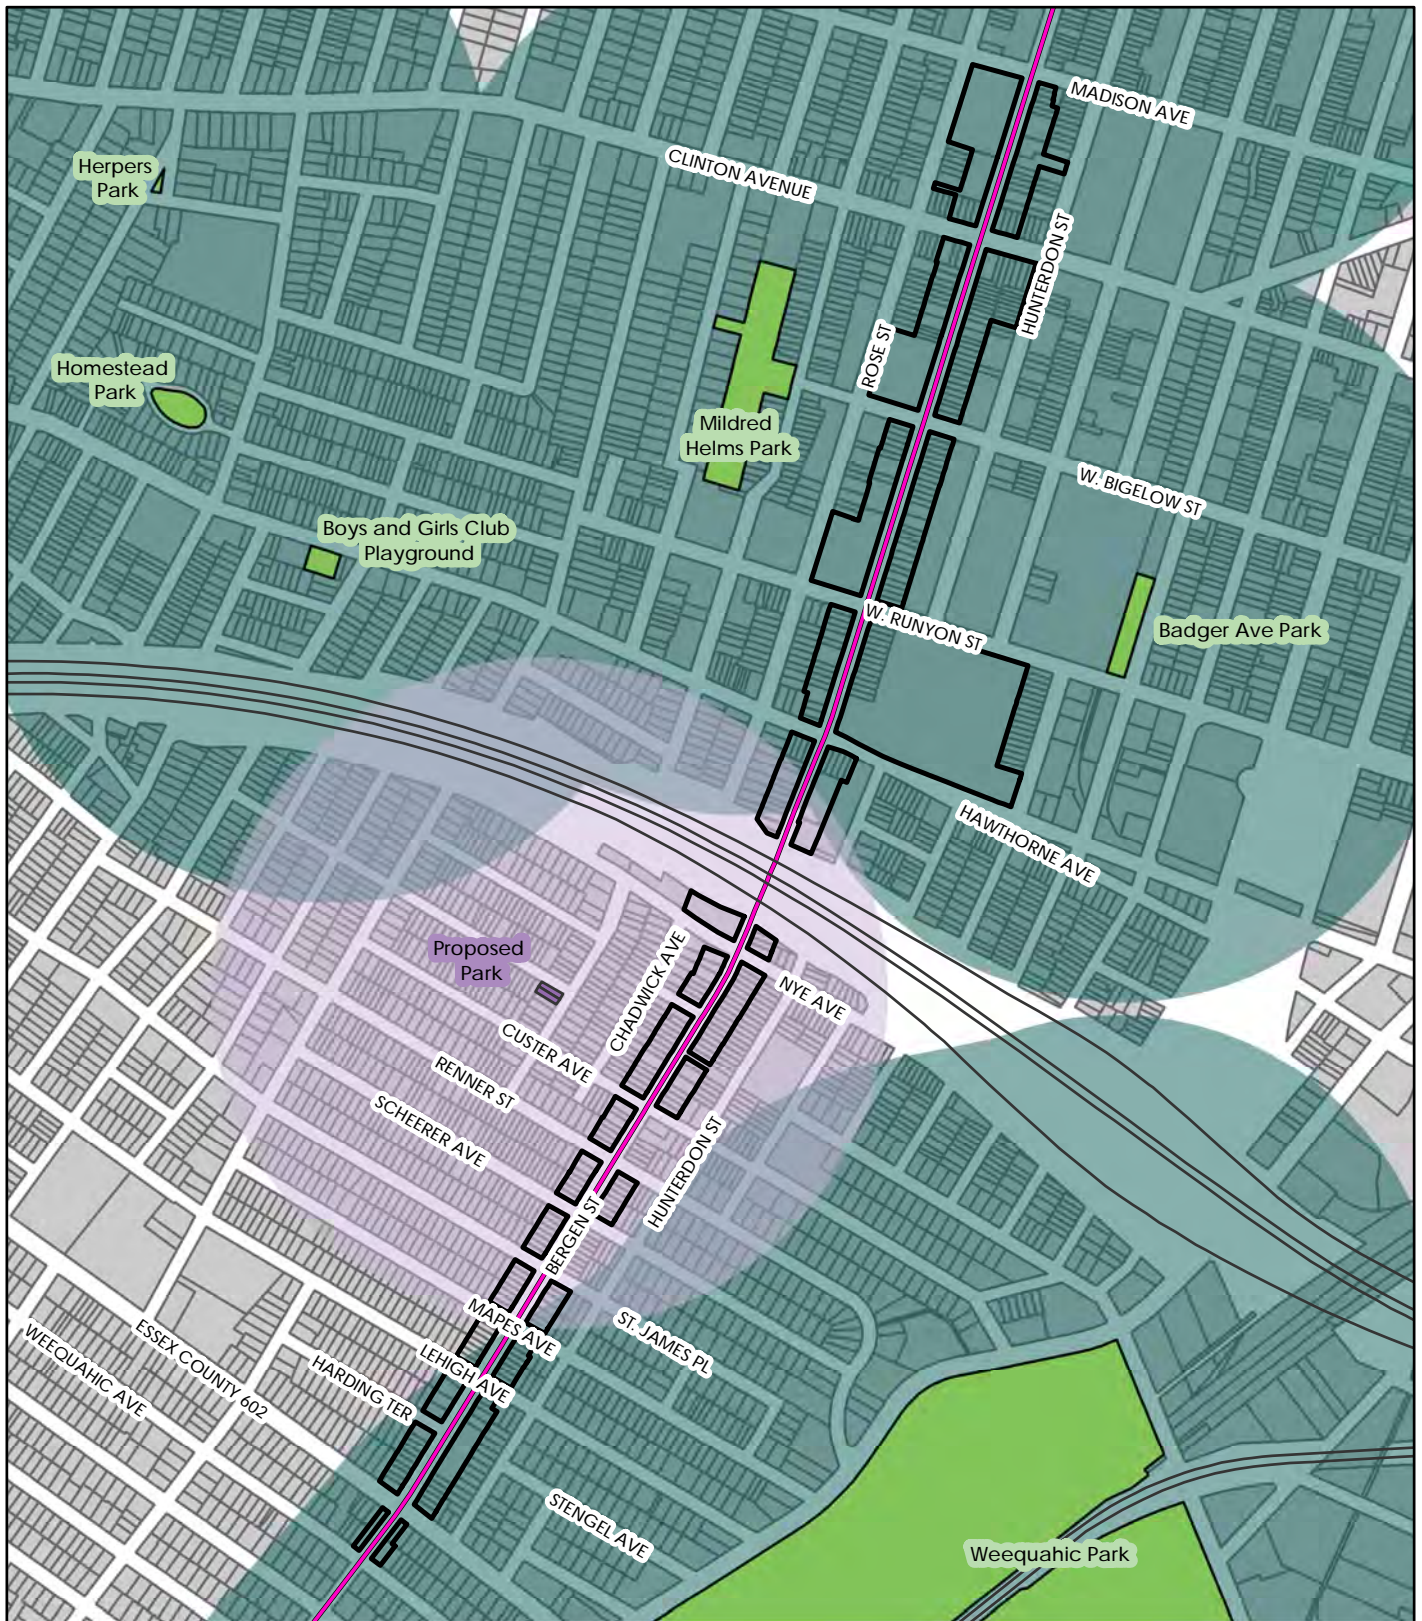 MADISON AVE
CLINTON AVENUE
Herpers
Park
HUNTERDON ST
ROSE ST
Homestead
Park
Mildred
Helms Park
W. BIGELOW ST
Boys and Girls Club
Playground
W. RUNYON ST
Badger Ave Park
HAWTHORNE AVE
Proposed
Park
CHADWICK AVE
NYE AVE
CUSTER AVE
RENNER ST
SCHEERER AVE
HUNTERDON ST
BERGEN ST
MAPES AVE
ST. JAMES PL
ESSEX COUNTY 602
WEEQUAHIC AVE
LEHIGH AVE
HARDING TER
STENGEL AVE
Weequahic Park